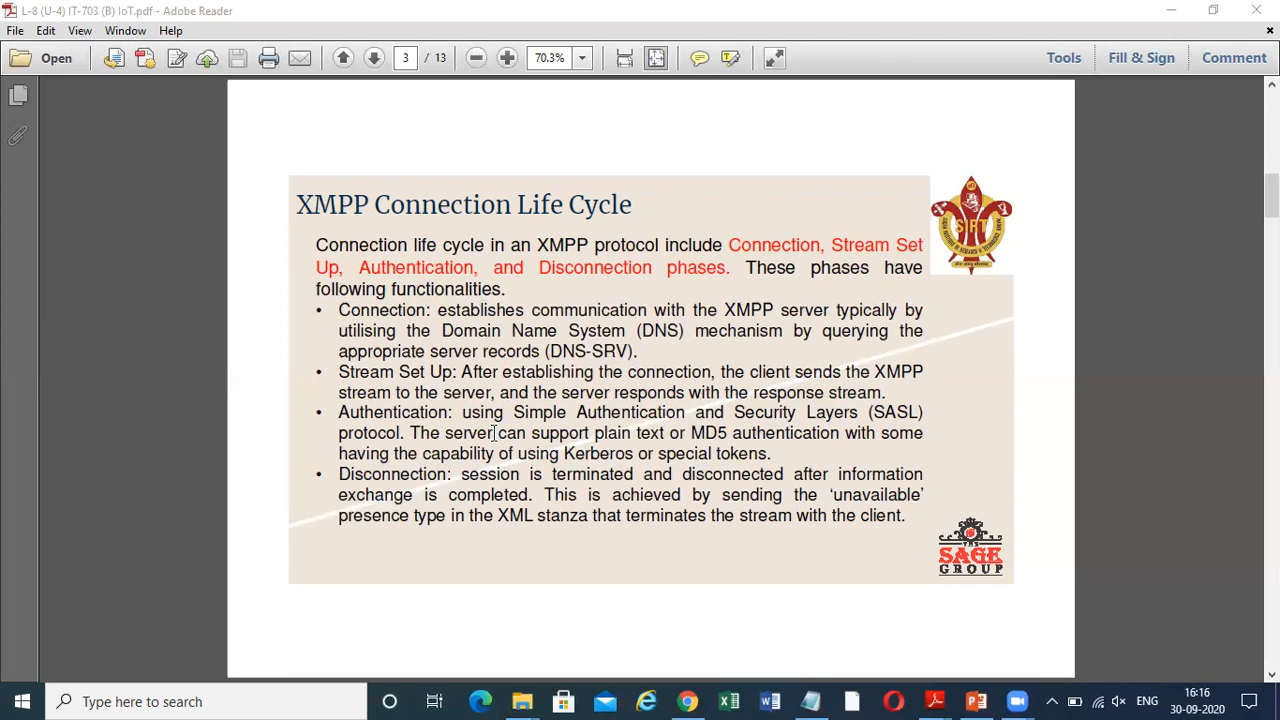 L-8 (U-4) IT-703 (B) IoT.pdf - Adobe Reader
File Edit View Window Help
Open 3 / 13 70.3% Tools Fill & Sign Comment
XMPP Connection Life Cycle
Connection life cycle in an XMPP protocol include Connection, Stream Set
Up, Authentication, and Disconnection phases. These phases have
following functionalities.
• Connection: establishes communication with the XMPP server typically by
utilising the Domain Name System (DNS) mechanism by querying the
appropriate server records (DNS-SRV).
• Stream Set Up: After establishing the connection, the client sends the XMPP
stream to the server, and the server responds with the response stream.
• Authentication: using Simple Authentication and Security Layers (SASL)
protocol. The server can support plain text or MD5 authentication with some
having the capability of using Kerberos or special tokens.
• Disconnection: session is terminated and disconnected after information
exchange is completed. This is achieved by sending the ‘unavailable’
presence type in the XML stanza that terminates the stream with the client.
SIRT
THE
SAGE
GROUP
Type here to search
ENG
16:16
30-09-2020